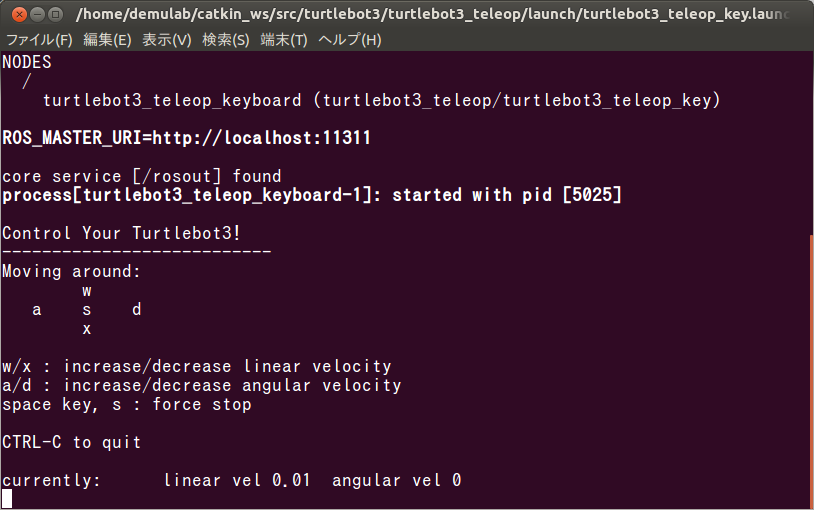 /home/demulab/catkin_ws/src/turtlebot3/turtlebot3_teleop/launch/turtlebot3_teleop_key.launc
ファイル(F) 編集(E) 表示(V) 検索(S) 端末(T) ヘルプ(H)
NODES
/
turtlebot3_teleop_keyboard (turtlebot3_teleop/turtlebot3_teleop_key)
ROS_MASTER_URI=http://localhost:11311
core service [/rosout] found
process[turtlebot3_teleop_keyboard-1]: started with pid [5025]
Control Your Turtlebot3!
---------------------------
Moving around:
w
a s d
x
w/x : increase/decrease linear velocity
a/d : increase/decrease angular velocity
space key, s : force stop
CTRL-C to quit
currently: linear vel 0.01 angular vel 0